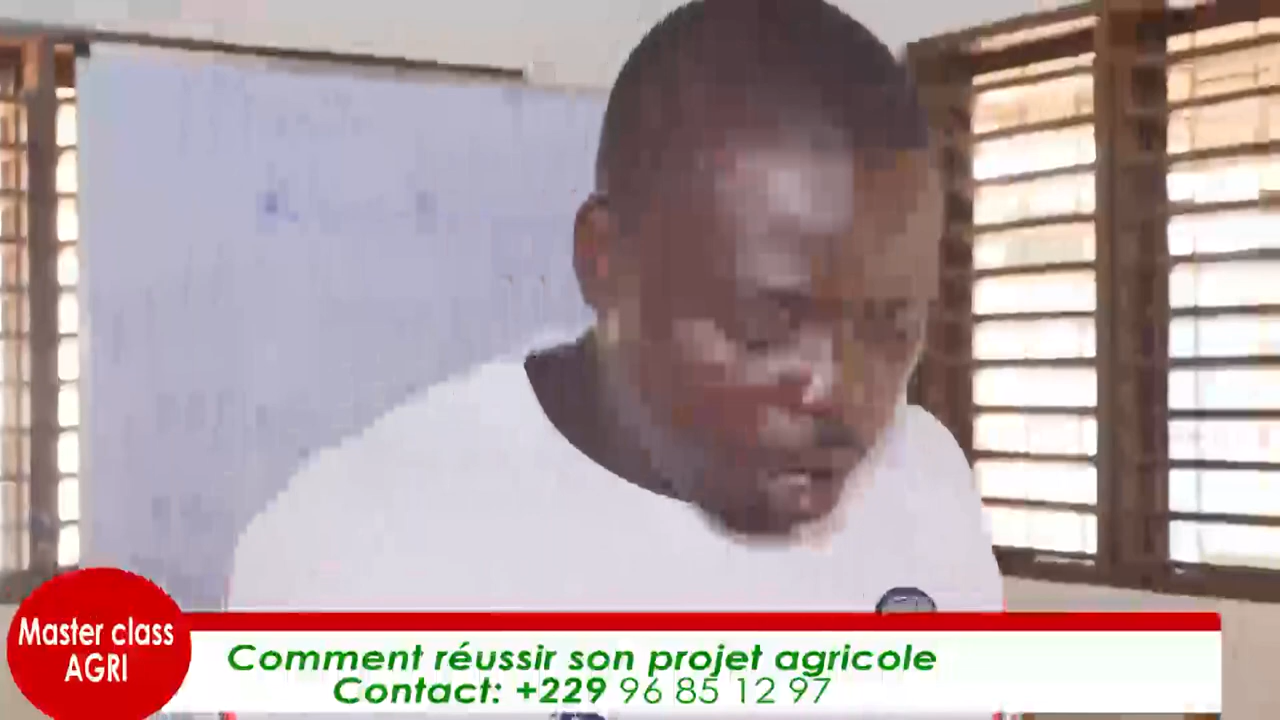 Master class
AGRI
Comment réussir son projet agricole
Contact: +229 96 85 12 97